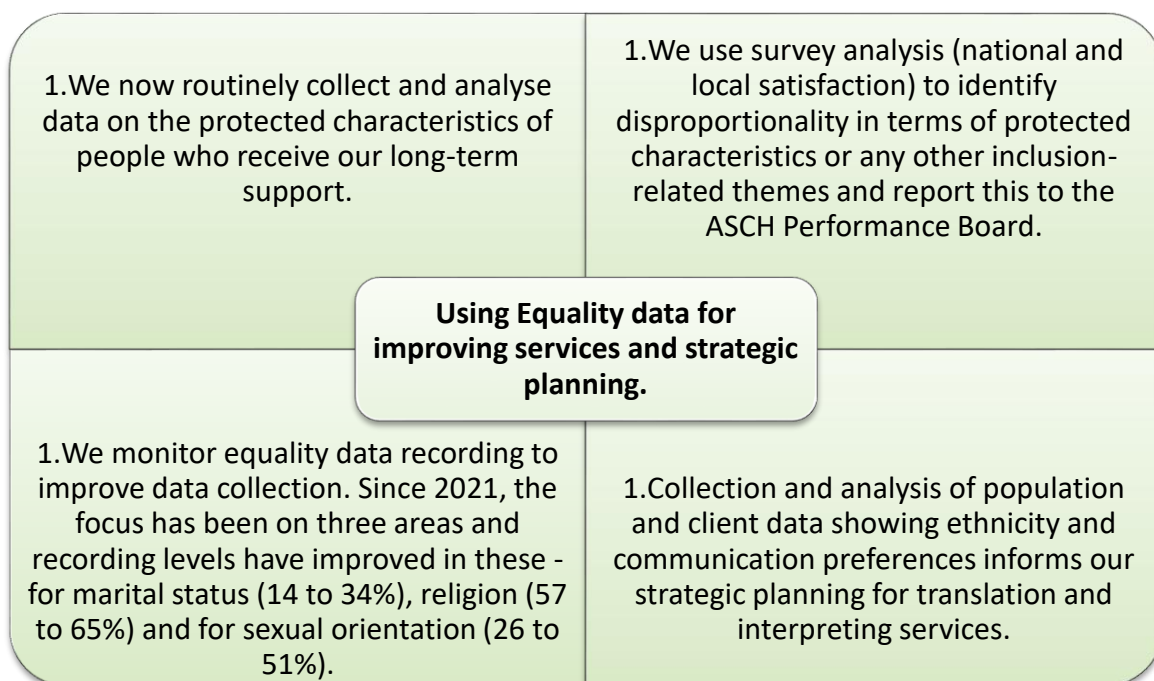 1.We now routinely collect and analyse
data on the protected characteristics of
people who receive our long-term
support.
1.We use survey analysis (national and
local satisfaction) to identify
disproportionality in terms of protected
characteristics or any other inclusion-
related themes and report this to the
ASCH Performance Board.
Using Equality data for
improving services and strategic
planning.
1.We monitor equality data recording to
improve data collection. Since 2021, the
focus has been on three areas and
recording levels have improved in these -
for marital status (14 to 34%), religion (57
to 65%) and for sexual orientation (26 to
51%).
1.Collection and analysis of population
and client data showing ethnicity and
communication preferences informs our
strategic planning for translation and
interpreting services.